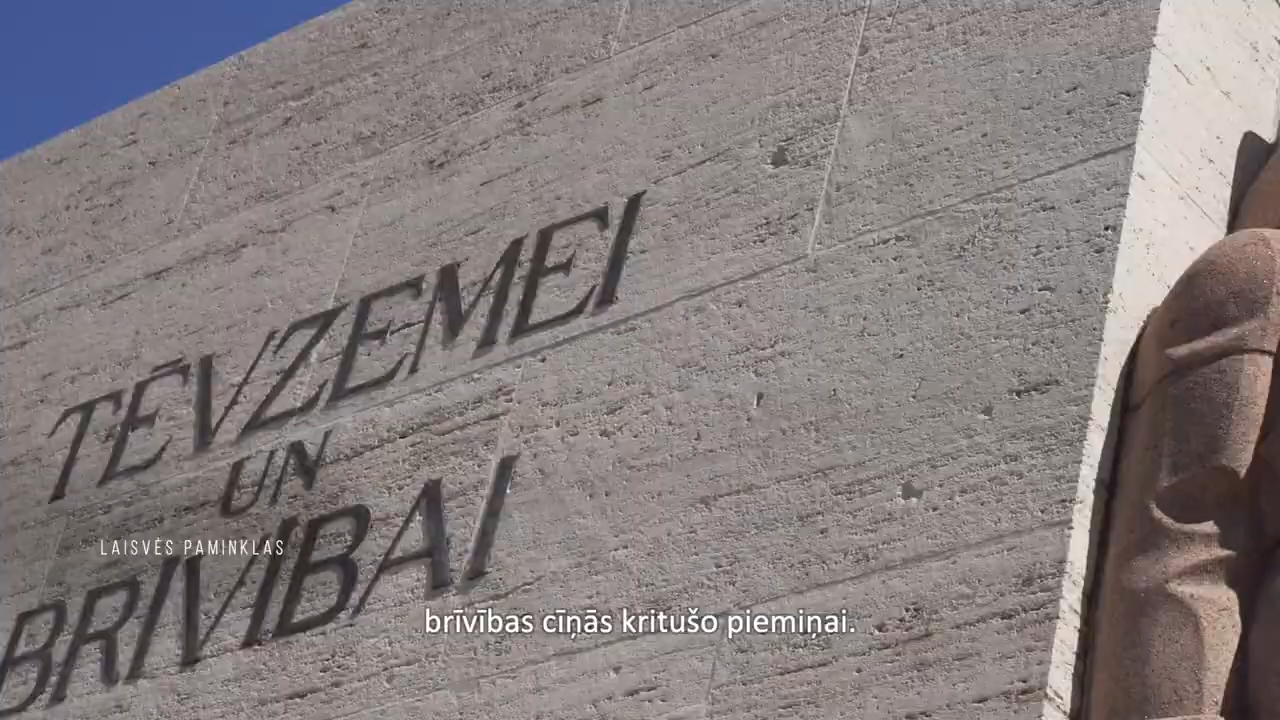 TĒVZEMEI
UN
BRĪVĪBAI
LAISVĖS PAMINKLAS
brīvības cīņās kritušo piemiņai.